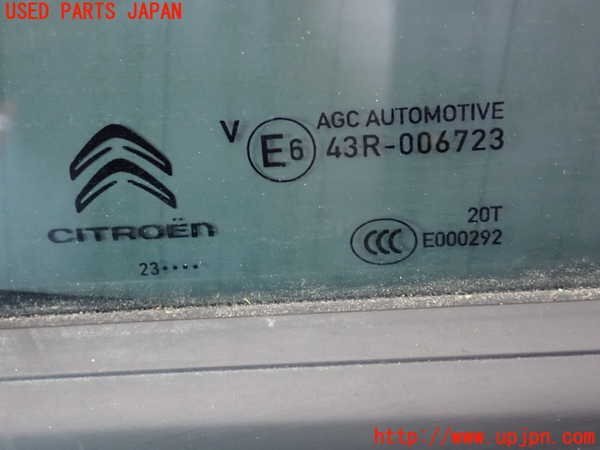 USED PARTS JAPAN
AGC AUTOMOTIVE
V E6 43R-006723
CITROËN
20T
CCC E000292
23••••
http://www.upjpn.com/